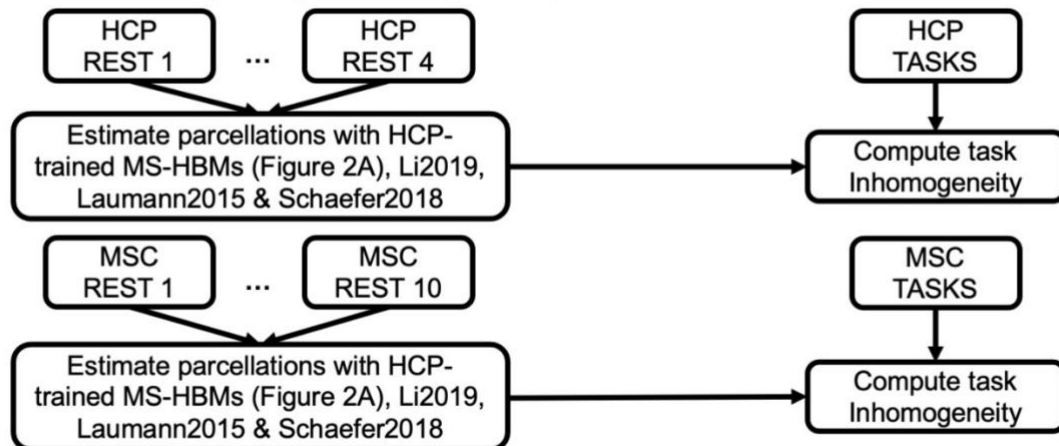 HCP
REST 1
...
HCP
REST 4
HCP
TASKS
Estimate parcellations with HCP-
trained MS-HBMs (Figure 2A), Li2019,
Laumann2015 & Schaefer2018
Compute task
Inhomogeneity
MSC
REST 1
...
MSC
REST 10
MSC
TASKS
Estimate parcellations with HCP-
trained MS-HBMs (Figure 2A), Li2019,
Laumann2015 & Schaefer2018
Compute task
Inhomogeneity